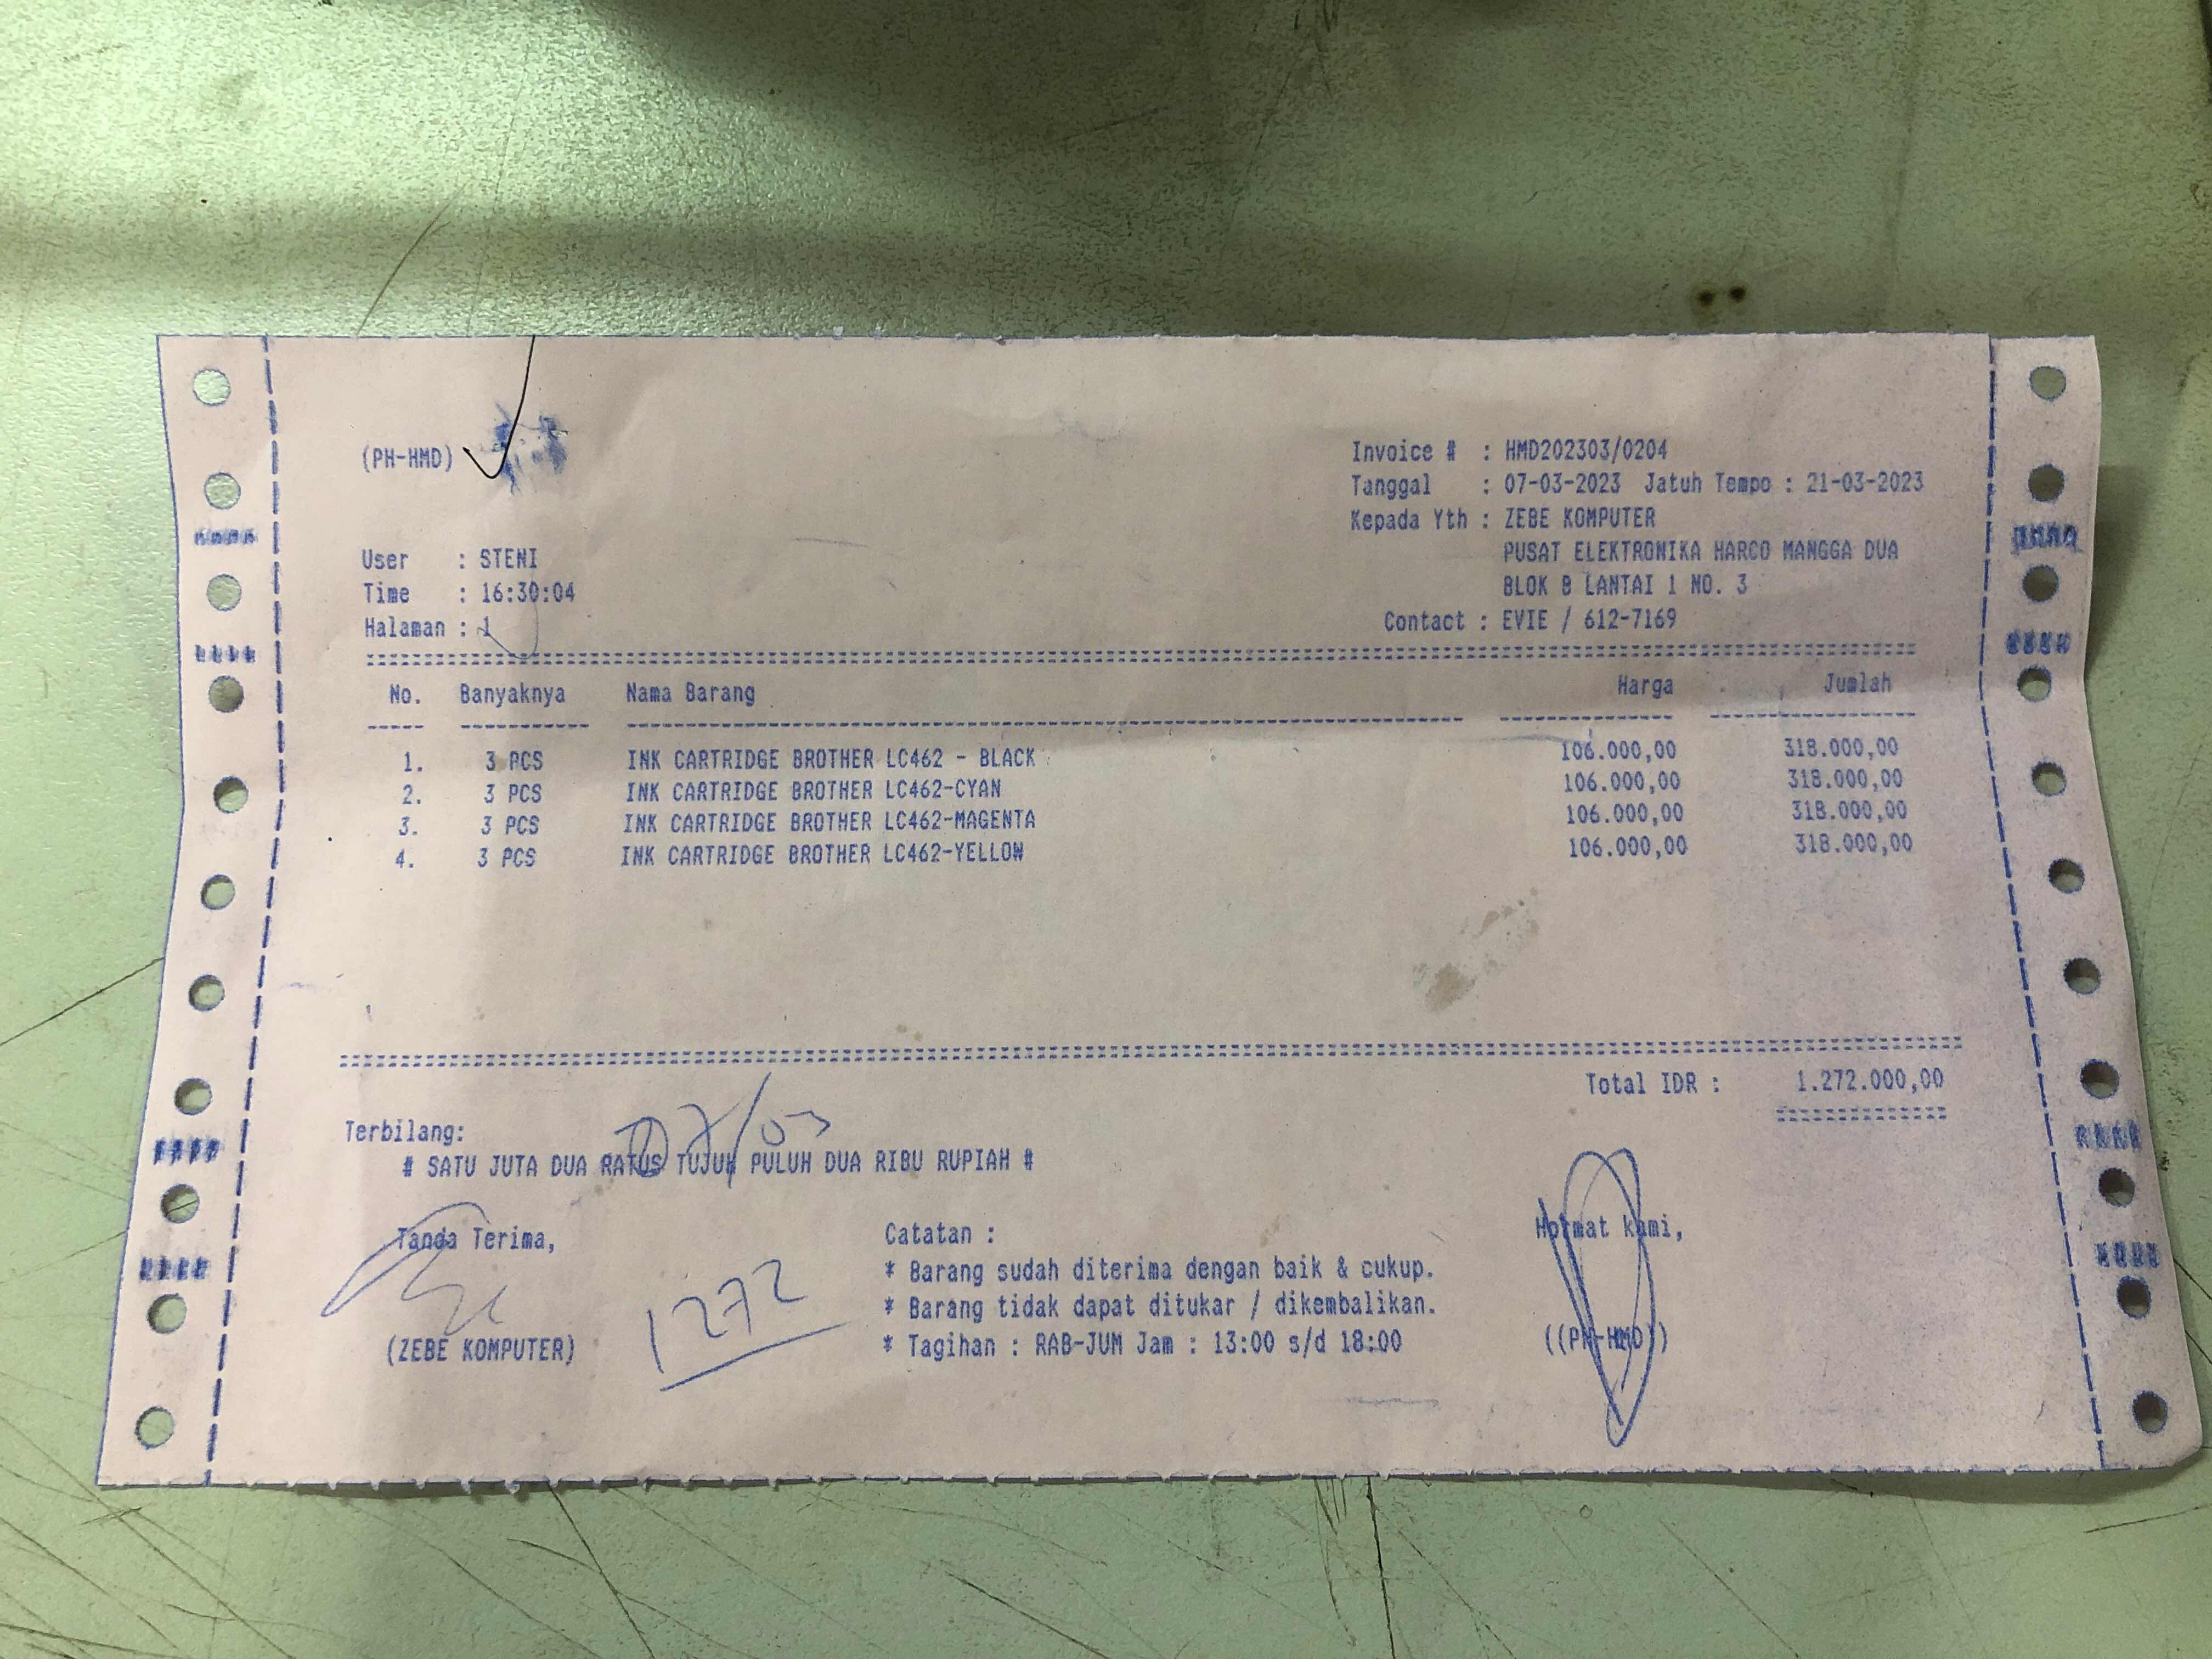 (PH-HMD)
Invoice # : HMD202303/0204
Tanggal : 07-03-2023 Jatuh Tempo : 21-03-2023
Kepada Yth : ZEBE KOMPUTER
PUSAT ELEKTRONIKA HARCO MANGGA DUA
BLOK B LANTAI 1 NO. 3
Contact : EVIE / 612-7169
User : STENI
Time : 16:30:04
Halaman : 1
No. Banyaknya Nama Barang Harga Jumlah
1. 3 PCS INK CARTRIDGE BROTHER LC462 - BLACK 106.000,00 318.000,00
2. 3 PCS INK CARTRIDGE BROTHER LC462-CYAN 106.000,00 318.000,00
3. 3 PCS INK CARTRIDGE BROTHER LC462-MAGENTA 106.000,00 318.000,00
4. 3 PCS INK CARTRIDGE BROTHER LC462-YELLOW 106.000,00 318.000,00
Total IDR : 1.272.000,00
07/03
Terbilang:
# SATU JUTA DUA RATUS TUJUH PULUH DUA RIBU RUPIAH #
Tanda Terima,
(ZEBE KOMPUTER)
1272
Catatan :
* Barang sudah diterima dengan baik & cukup.
* Barang tidak dapat ditukar / dikembalikan.
* Tagihan : RAB-JUM Jam : 13:00 s/d 18:00
Hormat kami,
((PH-HMD))